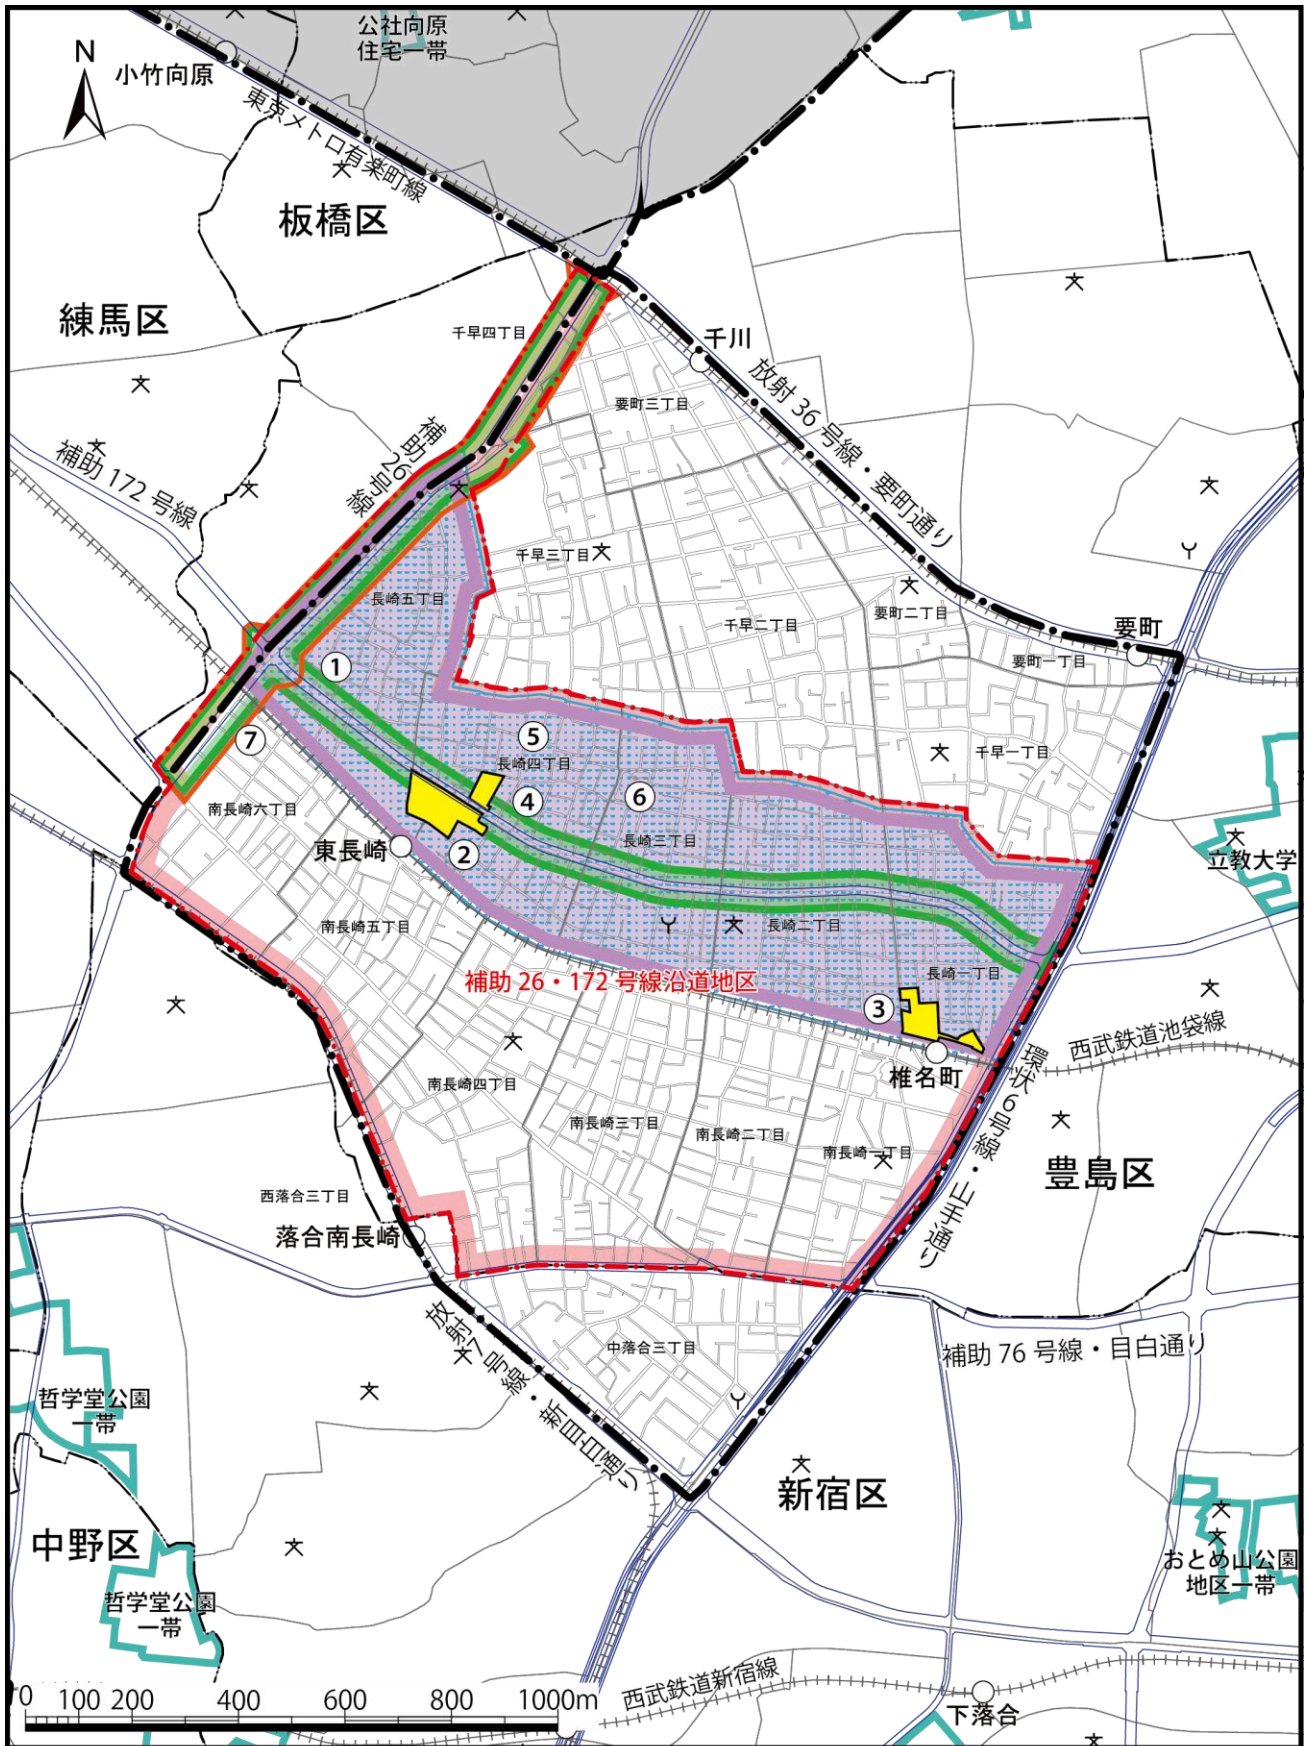 公社向原
住宅一帯
N
小竹向原
東京メトロ有楽町線
板橋区
練馬区
千早四丁目
千川
放射 36 号線・要町通り
要町三丁目
補助 26 号線
補助 172 号線
千早三丁目
長崎五丁目
千早二丁目
要町二丁目
要町
要町一丁目
①
⑦
⑤
長崎四丁目
千早一丁目
④
⑥
南長崎六丁目
長崎三丁目
東長崎
②
立教大学
南長崎五丁目
長崎二丁目
長崎一丁目
補助 26・172 号線沿道地区
③
西武鉄道池袋線
椎名町
環状 6 号線・山手通り
南長崎四丁目
南長崎三丁目
南長崎二丁目
南長崎一丁目
豊島区
西落合三丁目
落合南長崎
放射 7 号線・新目白通り
中落合三丁目
補助 76 号線・目白通り
哲学堂公園
一帯
新宿区
中野区
おとめ山公園
地区一帯
哲学堂公園
一帯
0 100 200 400 600 800 1000m
西武鉄道新宿線
下落合